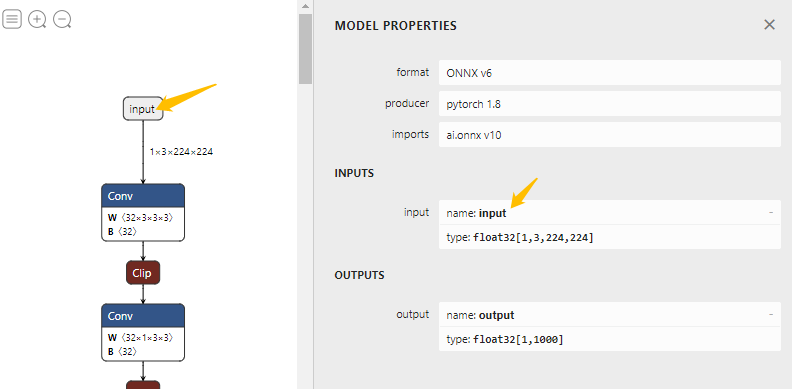 input
1×3×224×224
Conv
W ⟨32×3×3×3⟩
B ⟨32⟩
Clip
Conv
W ⟨32×1×3×3⟩
B ⟨32⟩
MODEL PROPERTIES
format ONNX v6
producer pytorch 1.8
imports ai.onnx v10
INPUTS
input name: input -
type: float32[1,3,224,224]
OUTPUTS
output name: output -
type: float32[1,1000]